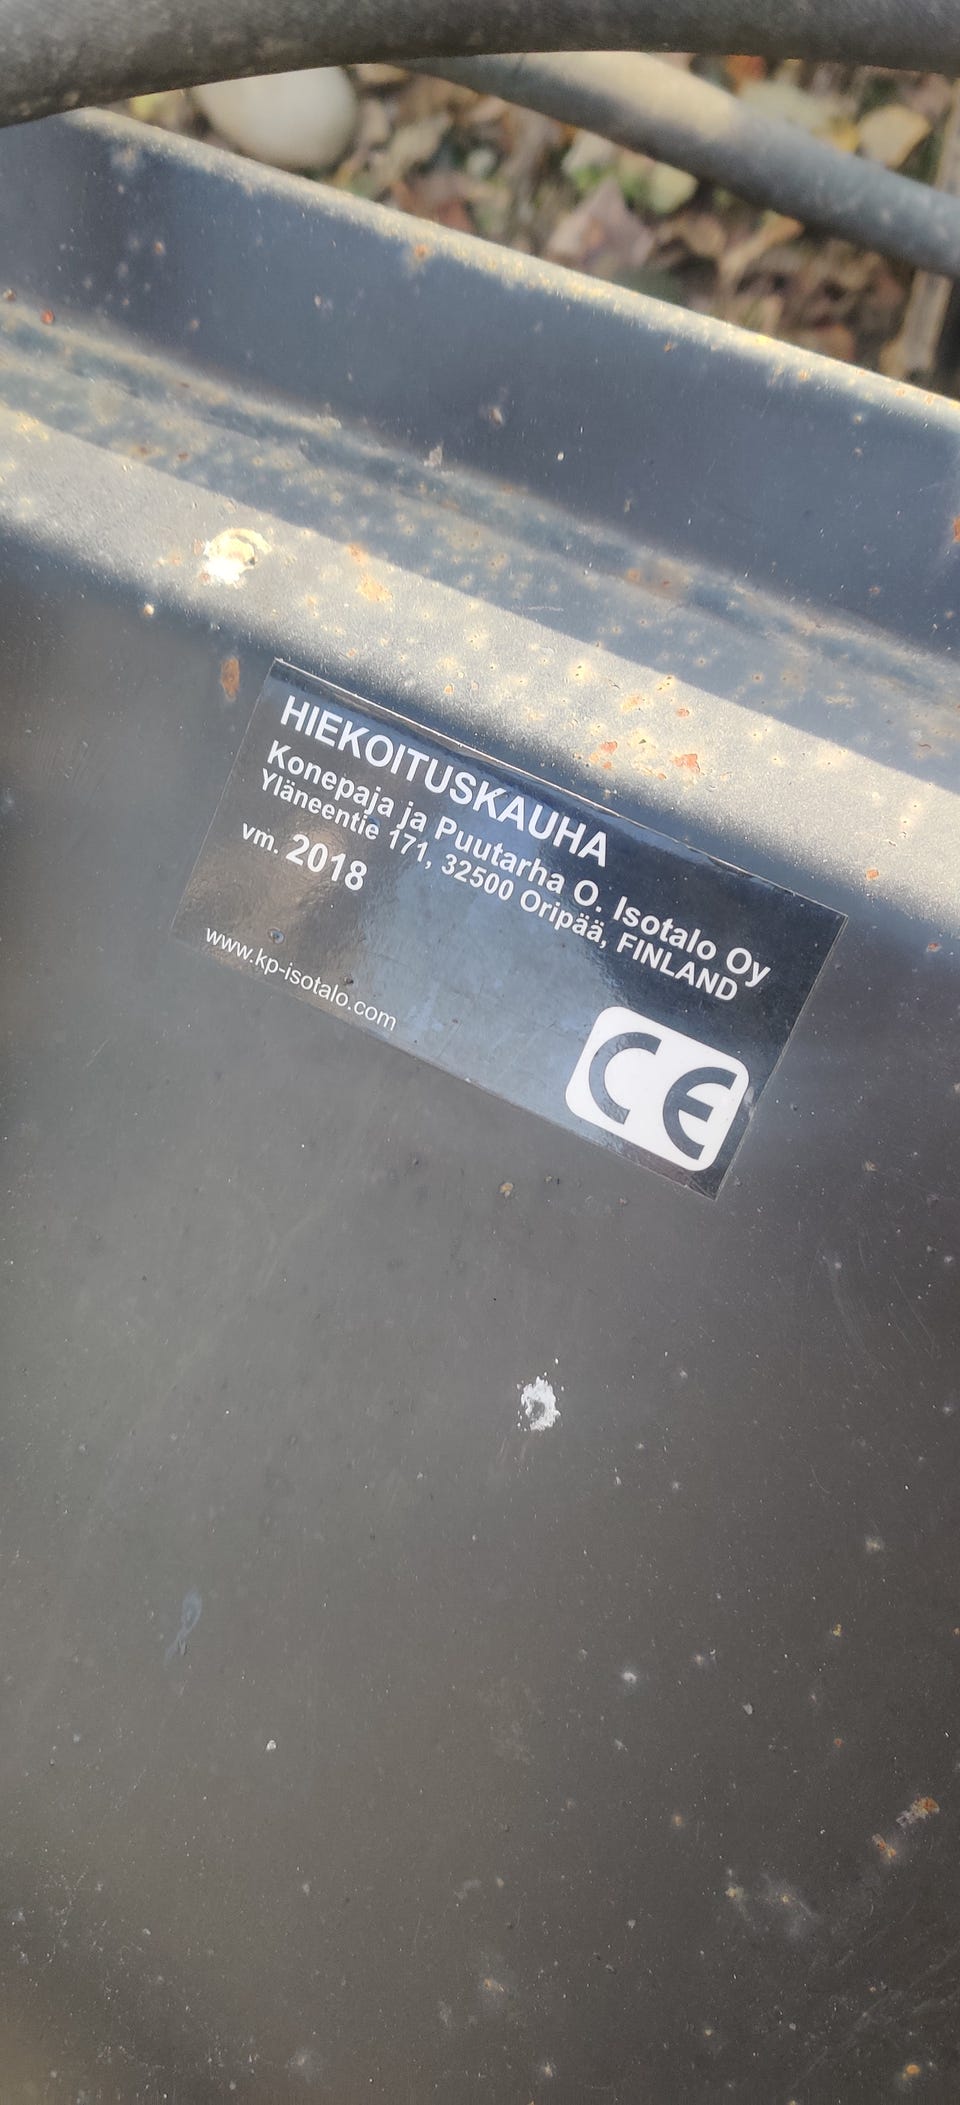 HIEKOITUSKAUHA
Konepaja ja Puutarha O. Isotalo Oy
Yläneentie 171, 32500 Oripää, FINLAND
vm. 2018
www.kp-isotalo.com
CE